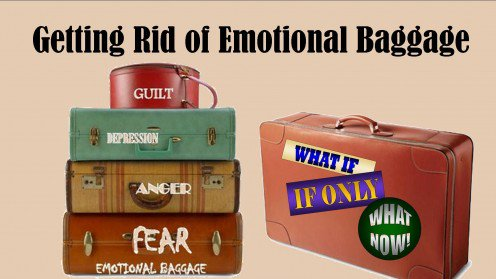 Getting Rid of Emotional Baggage
GUILT
DEPRESSION
ANGER
FEAR
EMOTIONAL BAGGAGE
WHAT IF
IF ONLY
WHAT
NOW!